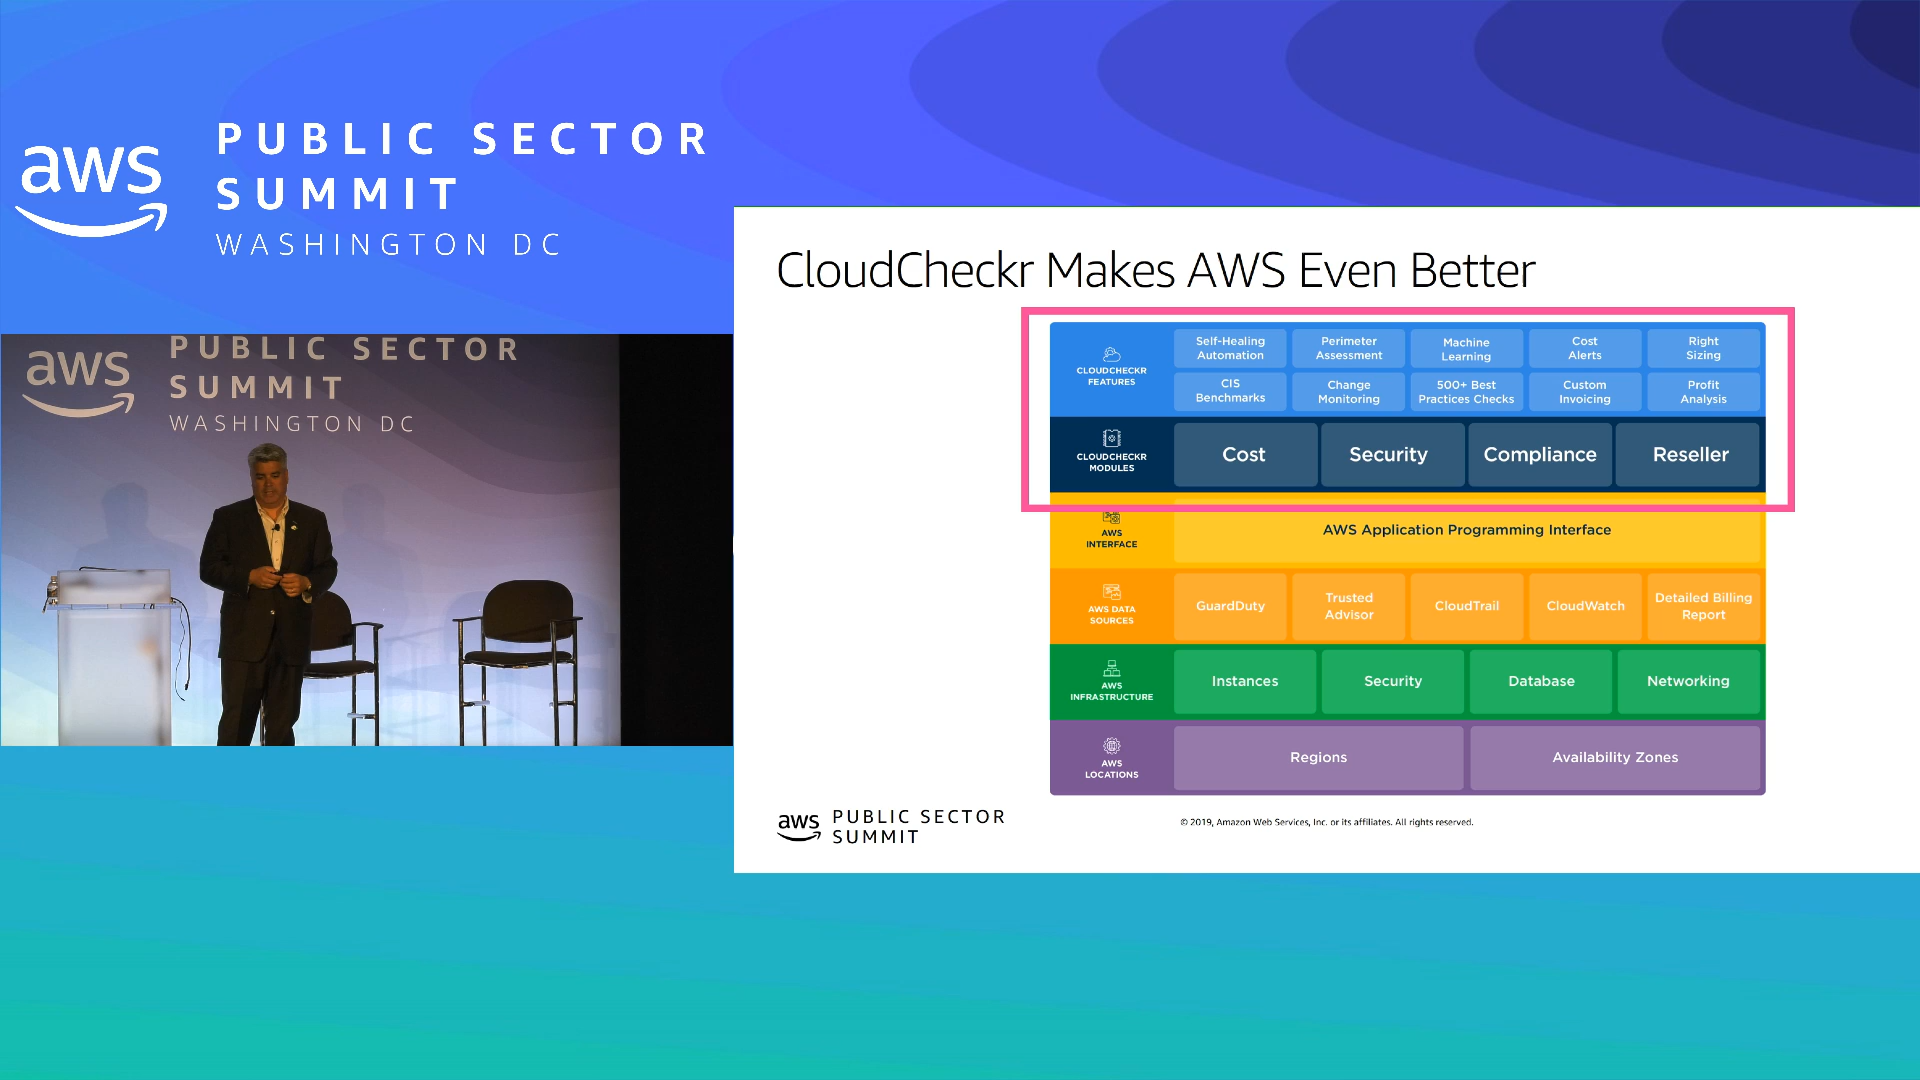 aws
PUBLIC SECTOR
SUMMIT
WASHINGTON DC
aws
PUBLIC SECTOR
SUMMIT
WASHINGTON DC
CloudCheckr Makes AWS Even Better
CLOUDCHECKR
FEATURES
Self-Healing
Automation
Perimeter
Assessment
Machine
Learning
Cost
Alerts
Right
Sizing
CIS
Benchmarks
Change
Monitoring
500+ Best
Practices Checks
Custom
Invoicing
Profit
Analysis
CLOUDCHECKR
MODULES
Cost
Security
Compliance
Reseller
AWS
INTERFACE
AWS Application Programming Interface
AWS DATA
SOURCES
GuardDuty
Trusted
Advisor
CloudTrail
CloudWatch
Detailed Billing
Report
AWS
INFRASTRUCTURE
Instances
Security
Database
Networking
AWS
LOCATIONS
Regions
Availability Zones
aws
PUBLIC SECTOR
SUMMIT
© 2019, Amazon Web Services, Inc. or its affiliates. All rights reserved.